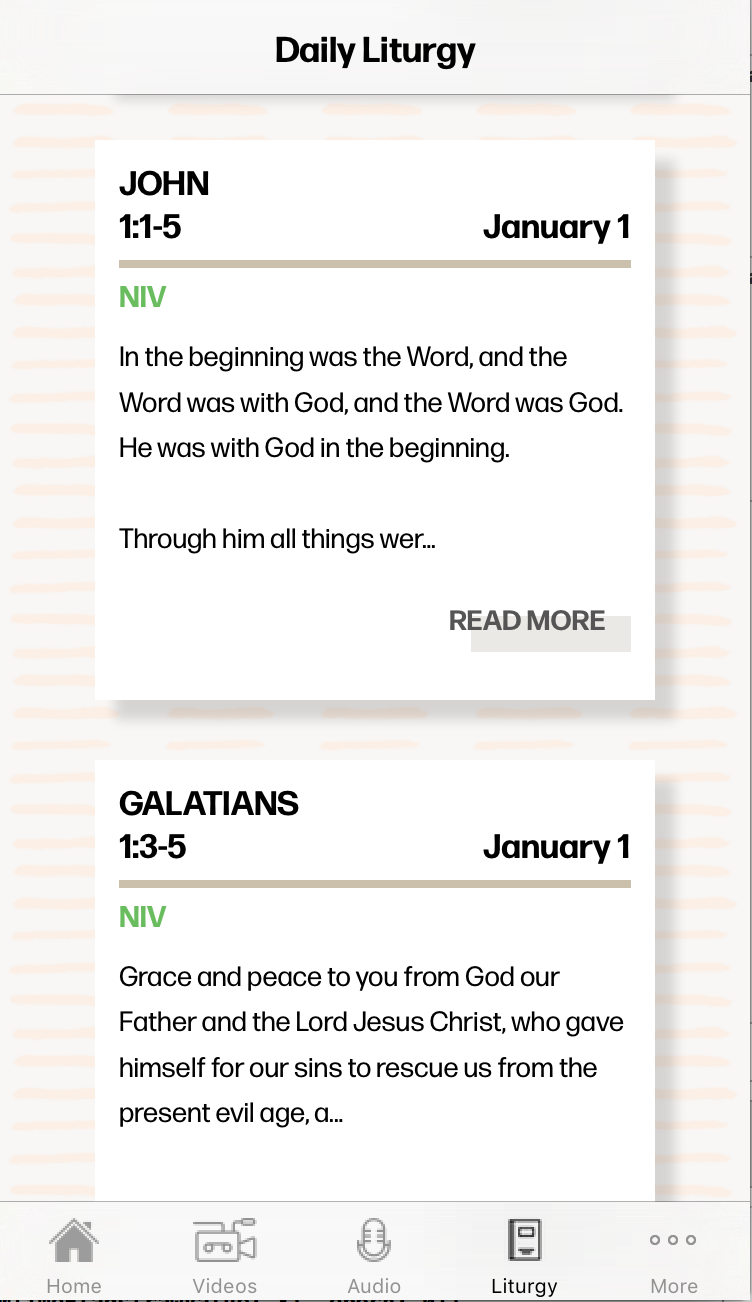 Daily Liturgy
JOHN
1:1-5 January 1
NIV
In the beginning was the Word, and the
Word was with God, and the Word was God.
He was with God in the beginning.
Through him all things wer...
READ MORE
GALATIANS
1:3-5 January 1
NIV
Grace and peace to you from God our
Father and the Lord Jesus Christ, who gave
himself for our sins to rescue us from the
present evil age, a...
Home Videos Audio Liturgy More